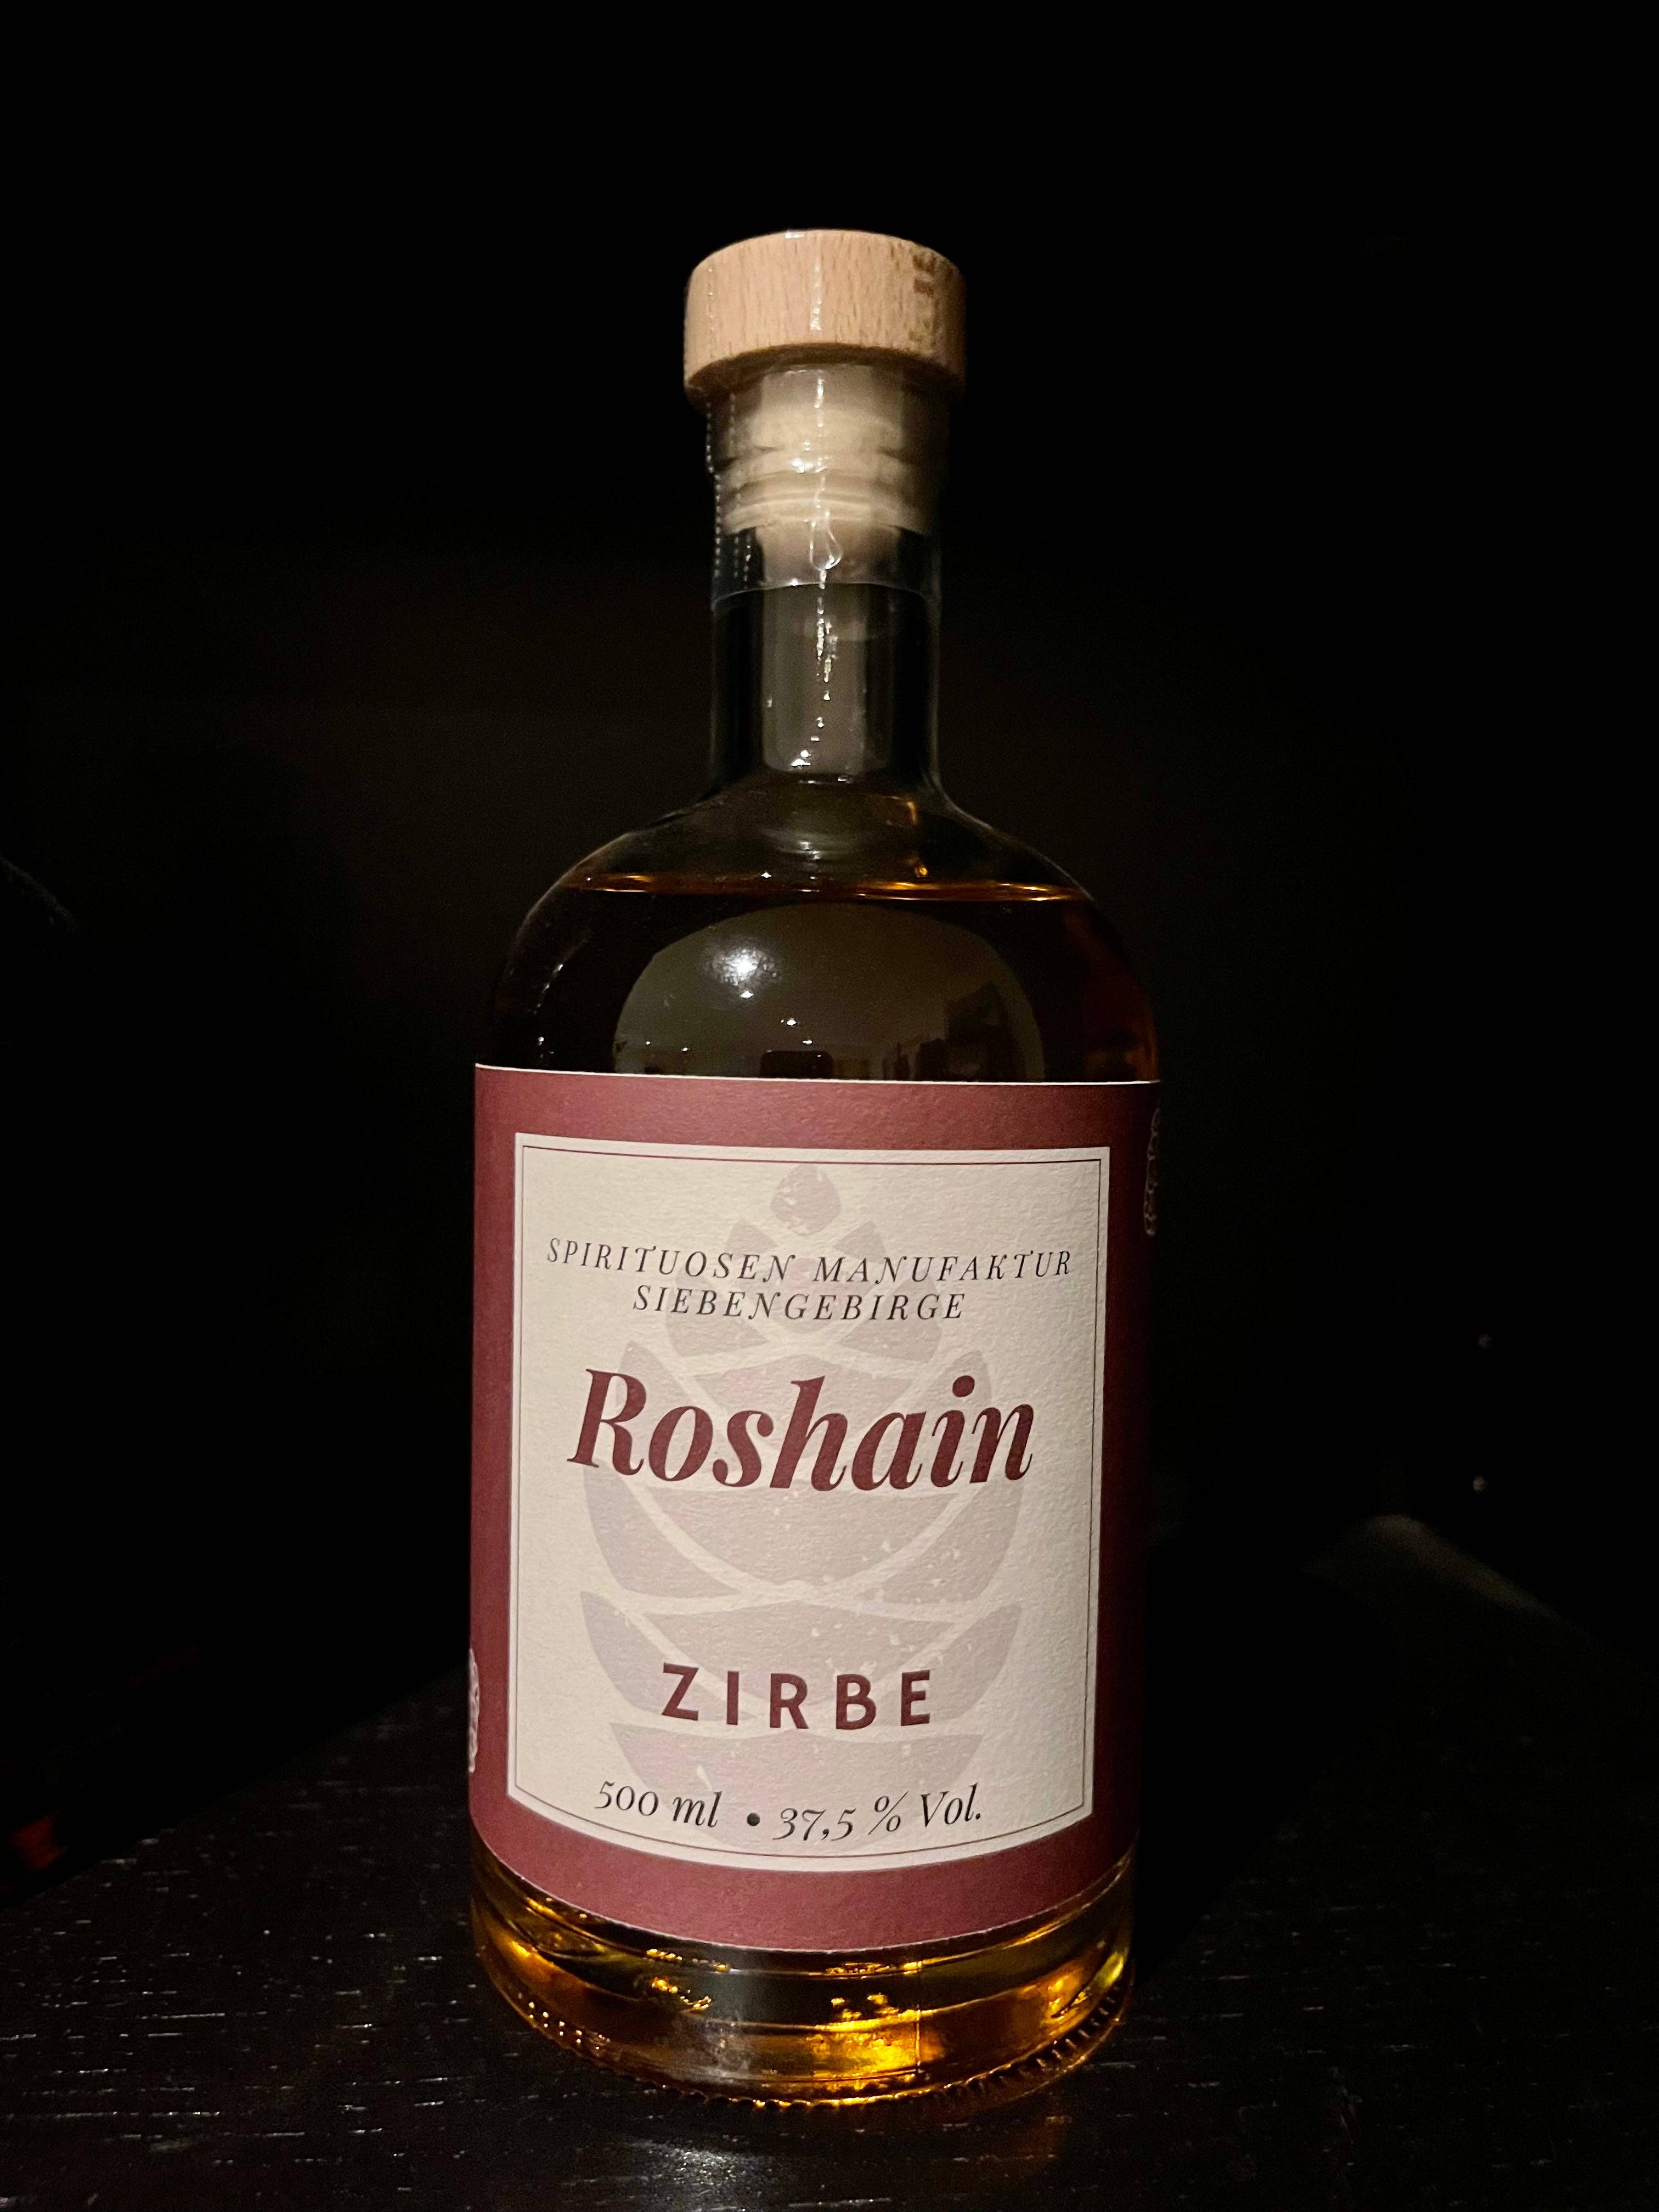 SPIRITUOSEN MANUFAKTUR
SIEBENGEBIRGE
Roshain
ZIRBE
500 ml • 37,5 % Vol.